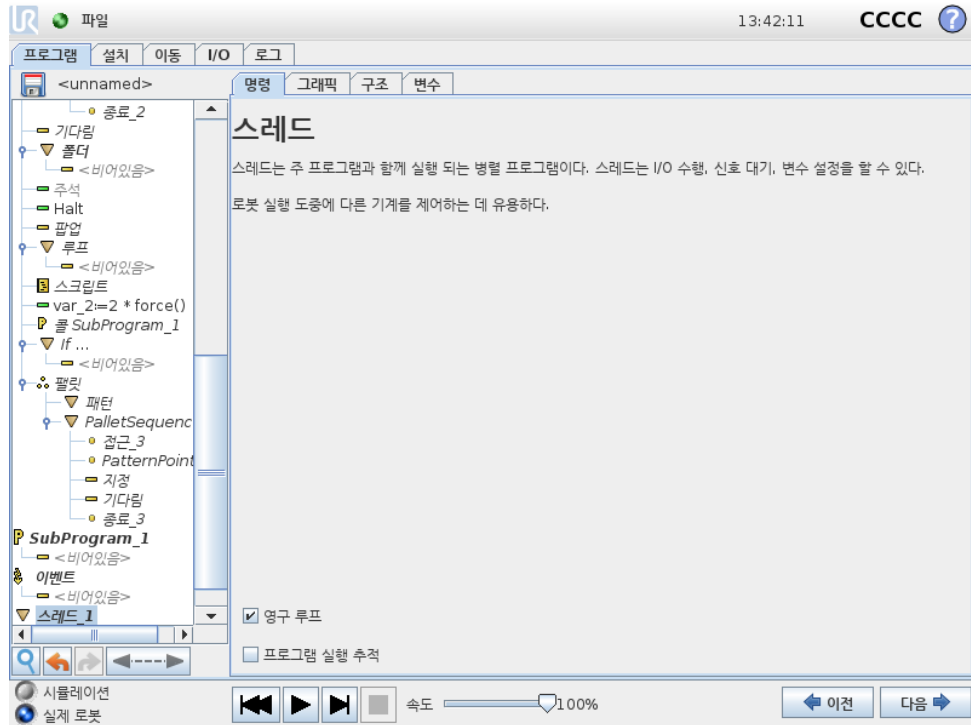 UR 파일 13:42:11 CCCC ?
프로그램 설치 이동 I/O 로그
<unnamed>
명령 그래픽 구조 변수
종료_2
기다림
폴더
<비어있음>
주석
Halt
팝업
루프
<비어있음>
스크립트
var_2:=2 * force()
콜 SubProgram_1
If ...
<비어있음>
팰릿
패턴
PalletSequenc
접근_3
PatternPoint
지정
기다림
종료_3
SubProgram_1
<비어있음>
이벤트
<비어있음>
스레드_1
스레드
스레드는 주 프로그램과 함께 실행 되는 병렬 프로그램이다. 스레드는 I/O 수행, 신호 대기, 변수 설정을 할 수 있다.
로봇 실행 도중에 다른 기계를 제어하는 데 유용하다.
영구 루프
프로그램 실행 추적
시뮬레이션
실제 로봇
속도 100%
이전 다음